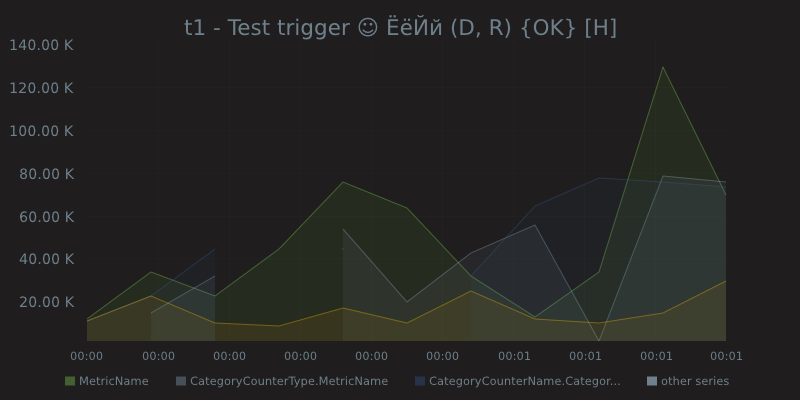 t1 - Test trigger ☺ ЁёЙй (D, R) {OK} [H]
140.00 K
120.00 K
100.00 K
80.00 K
60.00 K
40.00 K
20.00 K
00:00 00:00 00:00 00:00 00:00 00:00 00:01 00:01 00:01 00:01
MetricName CategoryCounterType.MetricName CategoryCounterName.Categor... other series